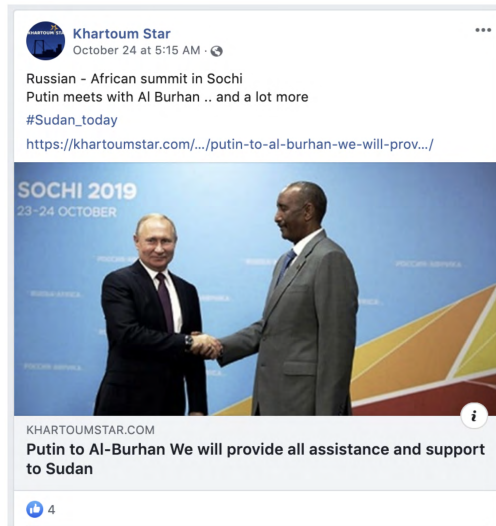 KHARTOUM STAR
Khartoum Star
October 24 at 5:15 AM ·
Russian - African summit in Sochi
Putin meets with Al Burhan .. and a lot more
#Sudan_today
https://khartoumstar.com/.../putin-to-al-burhan-we-will-prov.../
SOCHI 2019
23-24 OCTOBER
KHARTOUMSTAR.COM
Putin to Al-Burhan We will provide all assistance and support
to Sudan
4